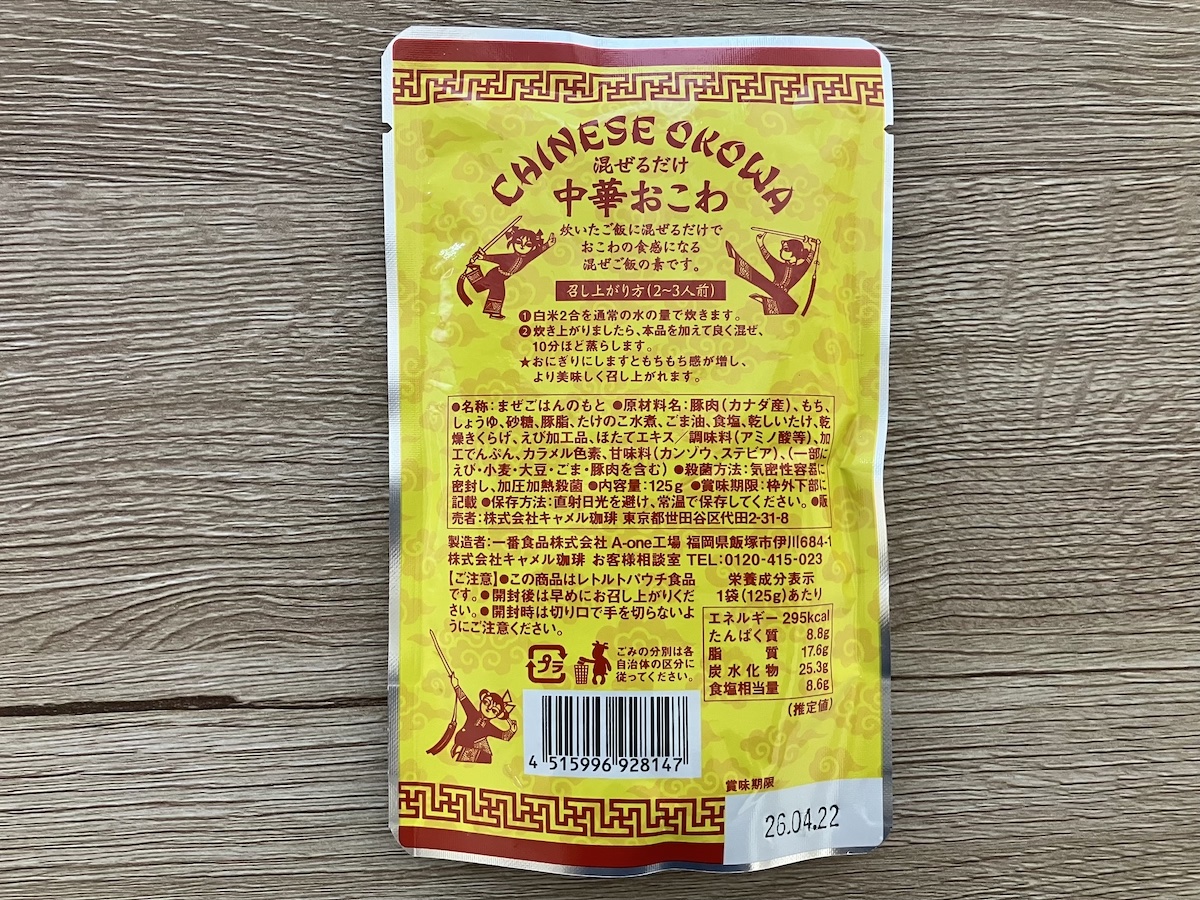 CHINESE OKOWA
混ぜるだけ
中華おこわ
炊いたご飯に混ぜるだけで
おこわの食感になる
混ぜご飯の素です。
召し上がり方(2〜3人前)
❶白米2合を通常の水の量で炊きます。
❷炊き上がりましたら、本品を加えて良く混ぜ、
10分ほど蒸らします。
★おにぎりにしますともちもち感が増し、
より美味しく召し上がれます。
●名称:まぜごはんのもと ●原材料名:豚肉(カナダ産)、もち、
しょうゆ、砂糖、豚脂、たけのこ水煮、ごま油、食塩、乾しいたけ、乾
燥きくらげ、えび加工品、ほたてエキス/調味料(アミノ酸等)、加
工でんぷん、カラメル色素、甘味料(カンゾウ、ステビア)、(一部に
えび・小麦・大豆・ごま・豚肉を含む) ●殺菌方法:気密性容器に
密封し、加圧加熱殺菌 ●内容量:125g ●賞味期限:枠外下部に
記載 ●保存方法:直射日光を避け、常温で保存してください。●販
売者:株式会社キャメル珈琲 東京都世田谷区代田2-31-8
製造者:一番食品株式会社 A-one工場 福岡県飯塚市伊川684-1
株式会社キャメル珈琲 お客様相談室 TEL:0120-415-023
【ご注意】●この商品はレトルトパウチ食品
です。●開封後は早めにお召し上がりくだ
さい。●開封時は切り口で手を切らないよ
うにご注意ください。
栄養成分表示
1袋(125g)あたり
エネルギー 295kcal
たんぱく質 8.8g
脂質 17.6g
炭水化物 25.3g
食塩相当量 8.6g
(推定値)
プラ
ごみの分別は各
自治体の区分に
従ってください。
4 515996 928147
賞味期限
26.04.22